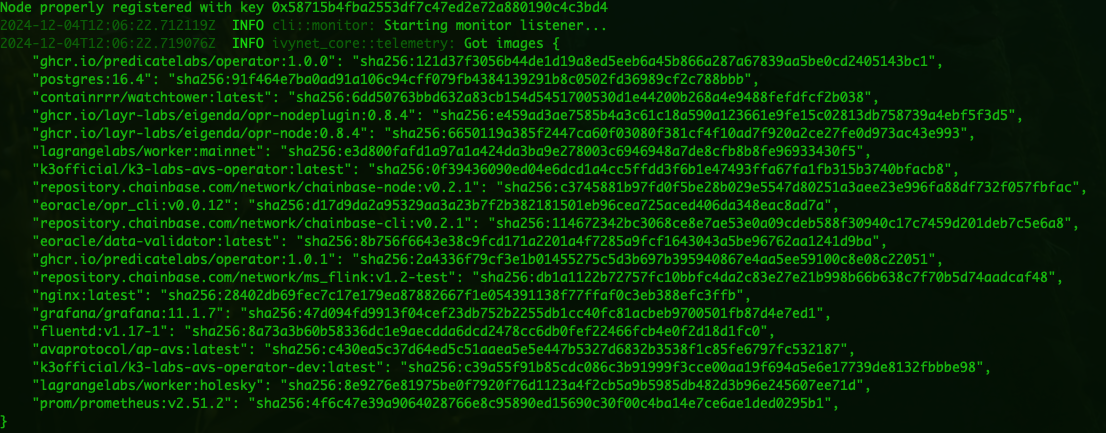 Node properly registered with key 0x58715b4fba2553df7c47ed2e72a880190c4c3bd4
2024-12-04T12:06:22.712119Z  INFO cli::monitor: Starting monitor listener...
2024-12-04T12:06:22.719076Z  INFO ivynet_core::telemetry: Got images {
    "ghcr.io/predicatelabs/operator:1.0.0": "sha256:121d37f3056b44de1d19a8ed5eeb6a45b866a287a67839aa5be0cd2405143bc1",
    "postgres:16.4": "sha256:91f464e7ba0ad91a106c94cff079fb4384139291b8c0502fd36989cf2c788bbb",
    "containrrr/watchtower:latest": "sha256:6dd50763bbd632a83cb154d5451700530d1e44200b268a4e9488fefdfcf2b038",
    "ghcr.io/layr-labs/eigenda/opr-nodeplugin:0.8.4": "sha256:e459ad3ae7585b4a3c61c18a590a123661e9fe15c02813db758739a4ebf5f3d5",
    "ghcr.io/layr-labs/eigenda/opr-node:0.8.4": "sha256:6650119a385f2447ca60f03080f381cf4f10ad7f920a2ce27fe0d973ac43e993",
    "lagrangelabs/worker:mainnet": "sha256:e3d800fafd1a97a1a424da3ba9e278003c6946948a7de8cfb8b8fe96933430f5",
    "k3official/k3-labs-avs-operator:latest": "sha256:0f39436090ed04e6dcd1a4cc5ffdd3f6b1e47493ffa67fa1fb315b3740bfacb8",
    "repository.chainbase.com/network/chainbase-node:v0.2.1": "sha256:c3745881b97fd0f5be28b029e5547d80251a3aee23e996fa88df732f057fbfac",
    "eoracle/opr_cli:v0.0.12": "sha256:d17d9da2a95329aa3a23b7f2b382181501eb96cea725aced406da348eac8ad7a",
    "repository.chainbase.com/network/chainbase-cli:v0.2.1": "sha256:114672342bc3068ce8e7ae53e0a09cdeb588f30940c17c7459d201deb7c5e6a8",
    "eoracle/data-validator:latest": "sha256:8b756f6643e38c9fcd171a2201a4f7285a9fcf1643043a5be96762aa1241d9ba",
    "ghcr.io/predicatelabs/operator:1.0.1": "sha256:2a4336f79cf3e1b01455275c5d3b697b395940867e4aa5ee59100c8e08c22051",
    "repository.chainbase.com/network/ms_flink:v1.2-test": "sha256:db1a1122b72757fc10bbfc4da2c83e27e21b998b66b638c7f70b5d74aadcaf48",
    "nginx:latest": "sha256:28402db69fec7c17e179ea87882667f1e054391138f77ffaf0c3eb388efc3ffb",
    "grafana/grafana:11.1.7": "sha256:47d094fd9913f04cef23db752b2255db1cc40fc81acbeb9700501fb87d4e7ed1",
    "fluentd:v1.17-1": "sha256:8a73a3b60b58336dc1e9aecdda6dcd2478cc6db0fef22466fcb4e0f2d18d1fc0",
    "avaprotocol/ap-avs:latest": "sha256:c430ea5c37d64ed5c51aaea5e5e447b5327d6832b3538f1c85fe6797fc532187",
    "k3official/k3-labs-avs-operator-dev:latest": "sha256:c39a55f91b85cdc086c3b91999f3cce00aa19f694a5e6e17739de8132fbbbe98",
    "lagrangelabs/worker:holesky": "sha256:8e9276e81975be0f7920f76d1123a4f2cb5a9b5985db482d3b96e245607ee71d",
    "prom/prometheus:v2.51.2": "sha256:4f6c47e39a9064028766e8c95890ed15690c30f00c4ba14e7ce6ae1ded0295b1",
}